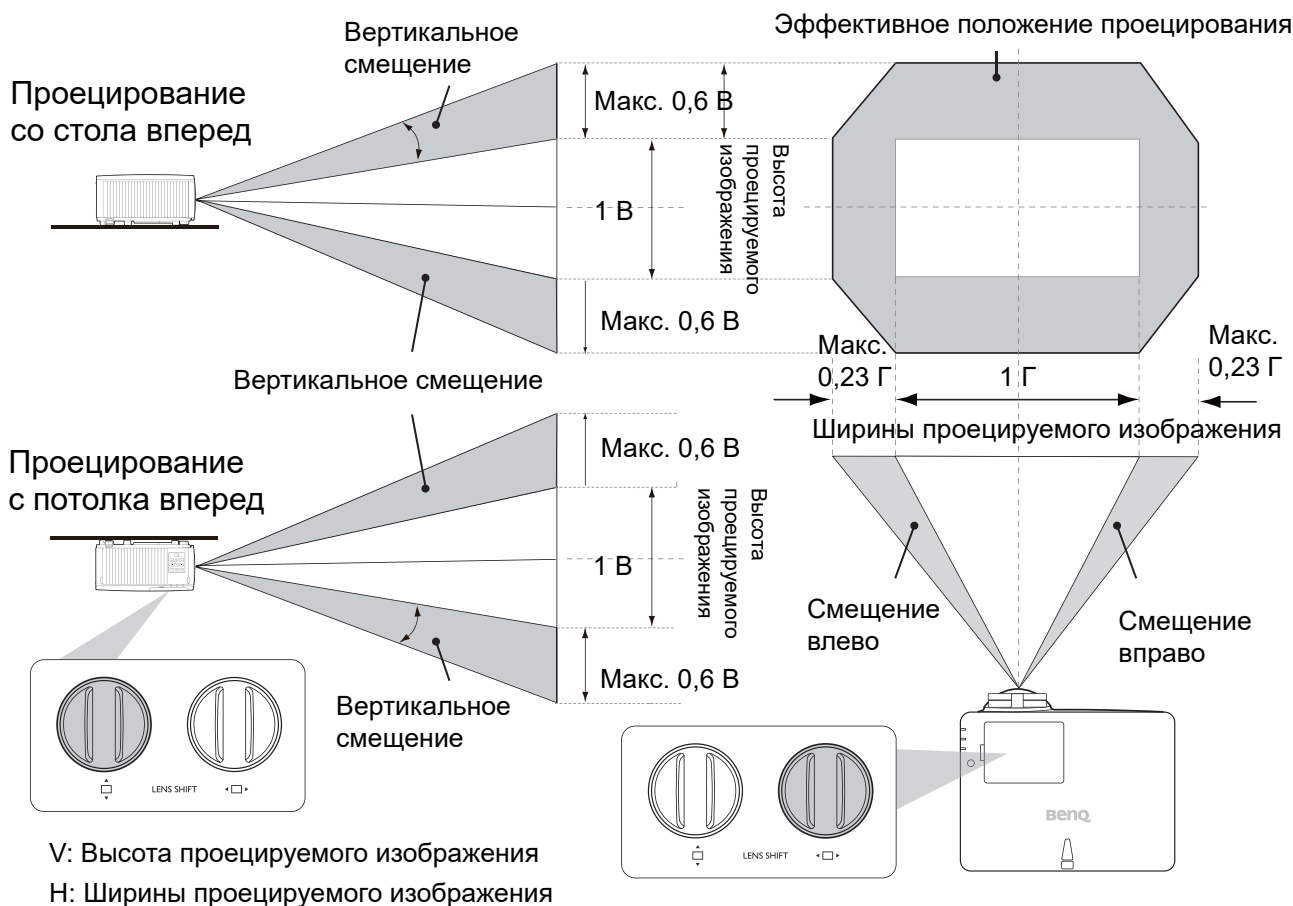 Эффективное положение проецирования
Вертикальное
смещение
Проецирование
со стола вперед
Макс. 0,6 В
Высота
проецируемого
изображения
1 В
Макс. 0,6 В
Вертикальное смещение
Макс.
0,23 Г
1 Г
Макс.
0,23 Г
Ширины проецируемого изображения
Проецирование
с потолка вперед
Макс. 0,6 В
Высота
проецируемого
изображения
1 В
Макс. 0,6 В
Вертикальное
смещение
LENS SHIFT
Смещение
влево
Смещение
вправо
LENS SHIFT
BenQ
V: Высота проецируемого изображения
H: Ширины проецируемого изображения